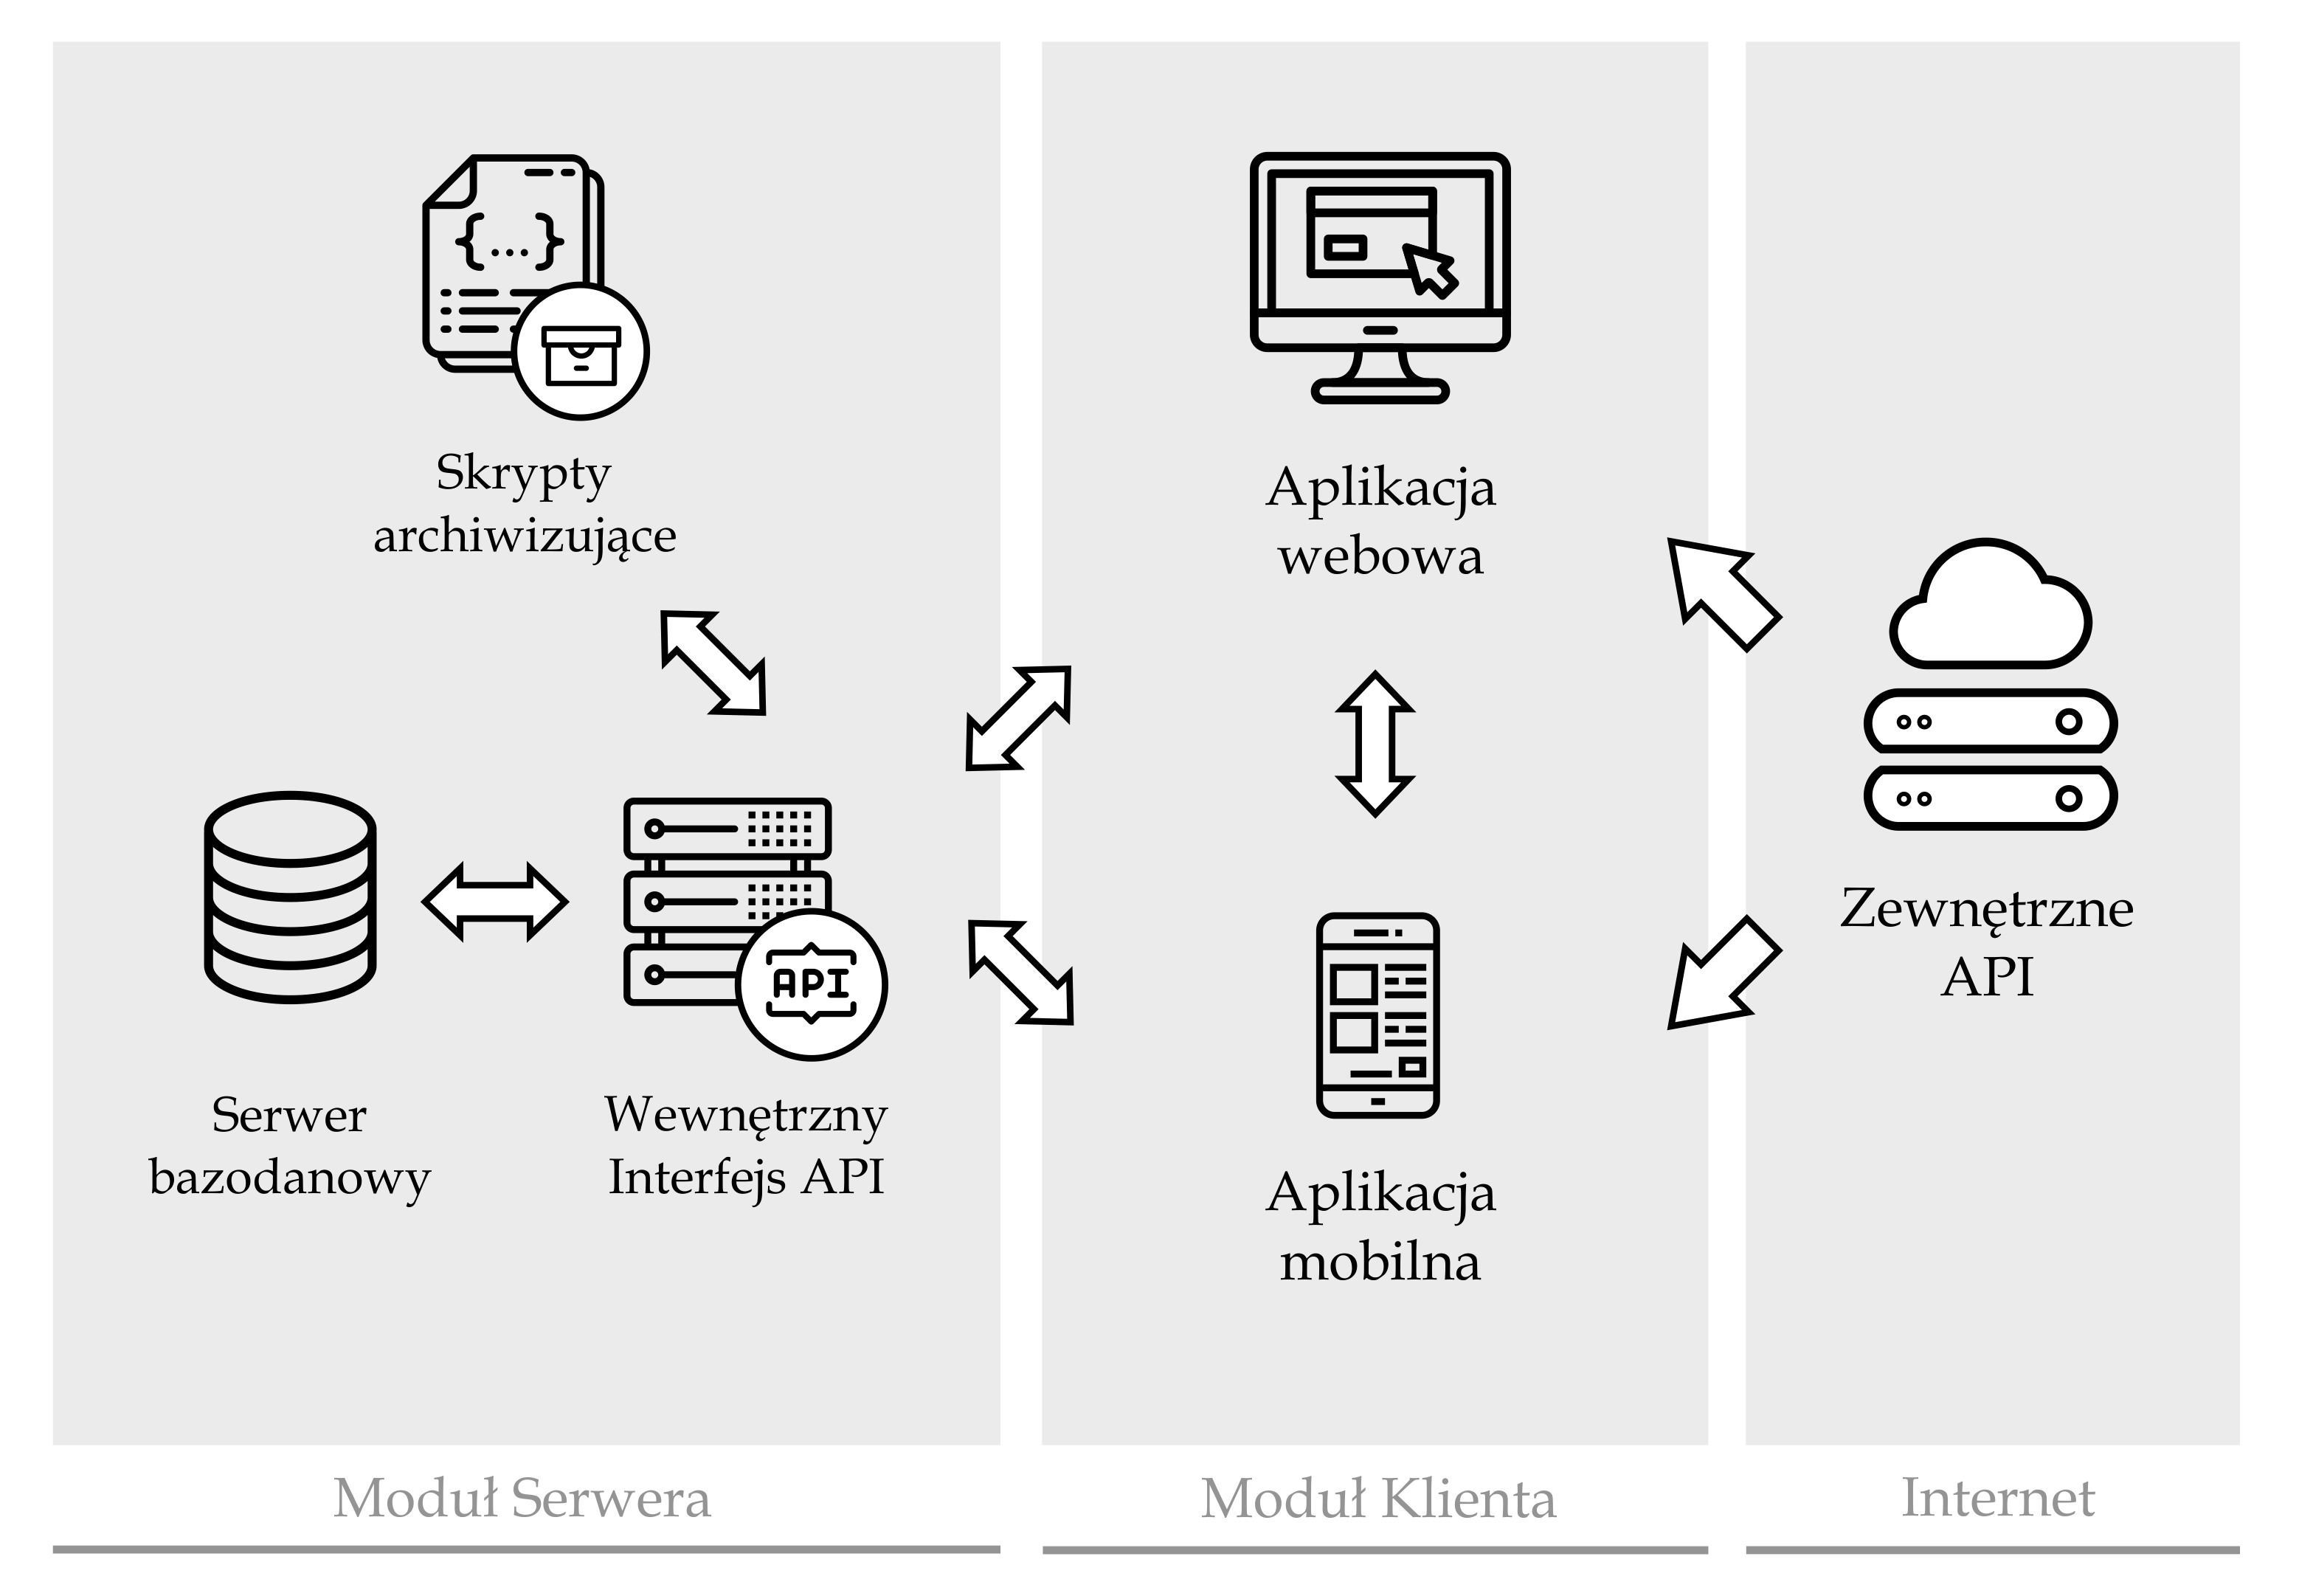 Skrypty
archiwizujące
Serwer
bazodanowy
API
Wewnętrzny
Interfejs API
Aplikacja
webowa
Aplikacja
mobilna
Zewnętrzne
API
Moduł Serwera
Moduł Klienta
Internet